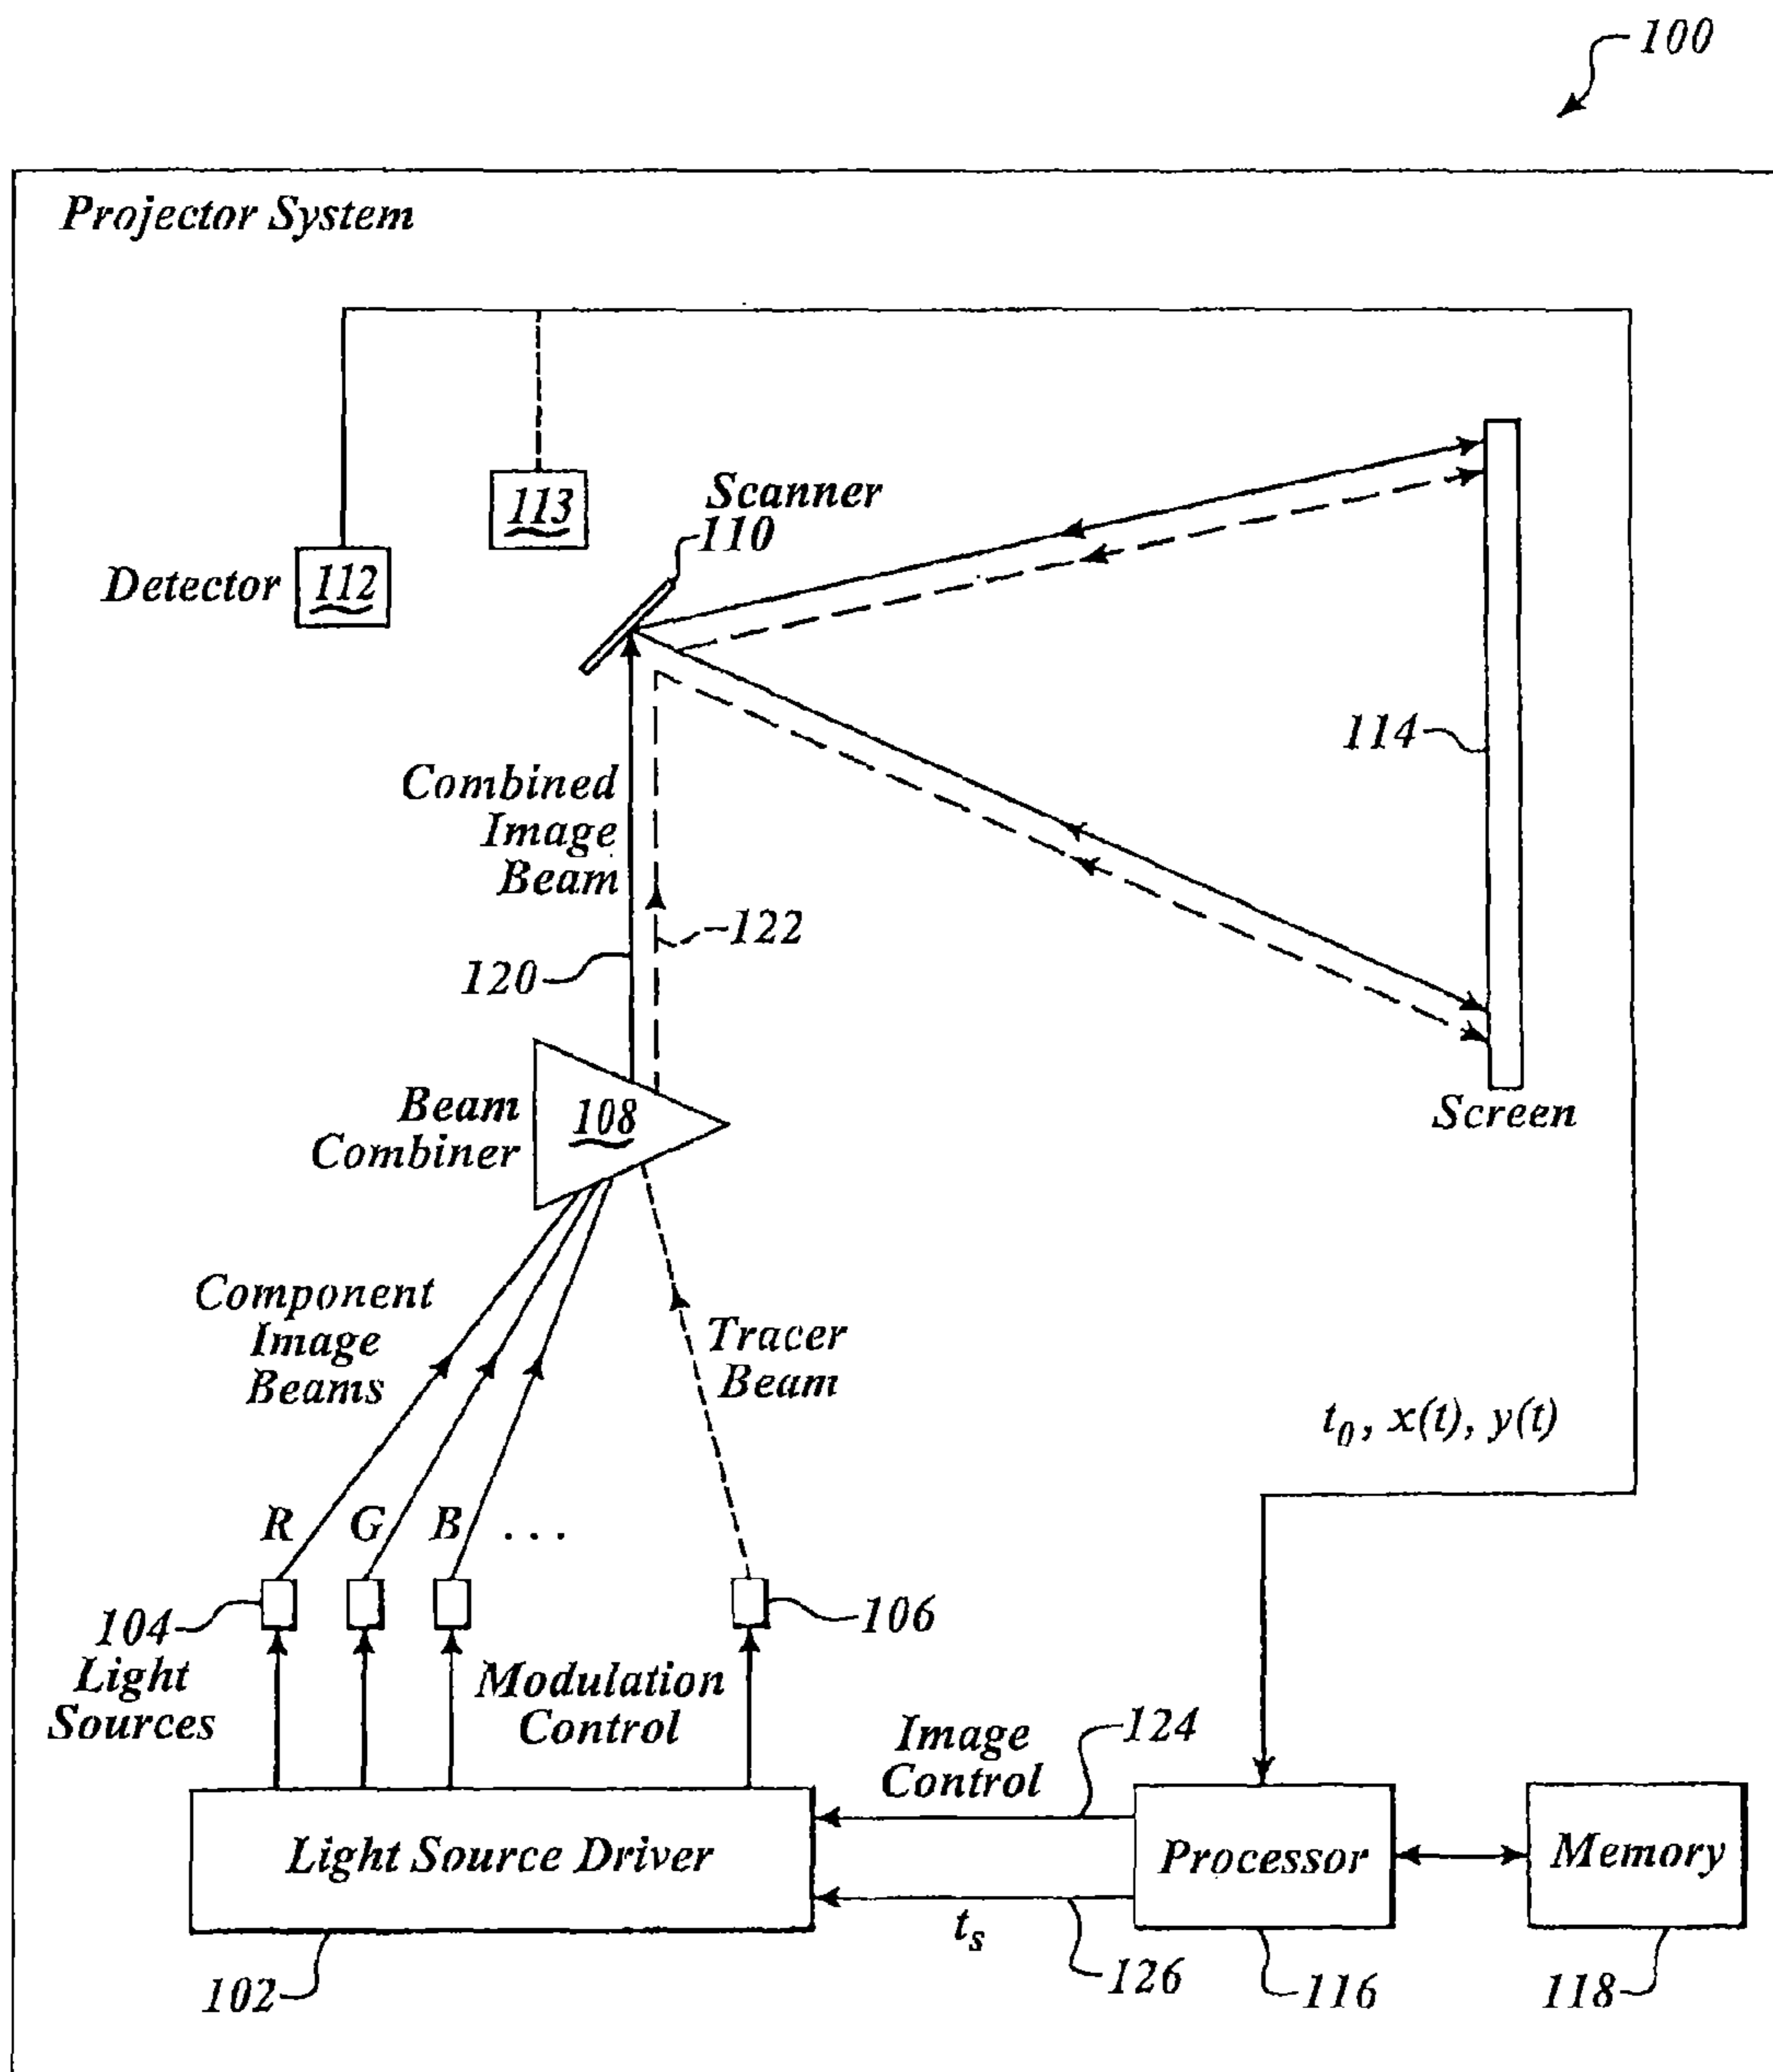 100
Projector System
113
Scanner
110
Detector
112
114
Combined
Image
Beam
122
120
Beam
Combiner
108
Screen
Component
Image
Beams
Tracer
Beam
t0, x(t), y(t)
R G B ...
104
Light
Sources
106
Modulation
Control
Image
Control
124
Light Source Driver
Processor
Memory
ts
102
126
116
118